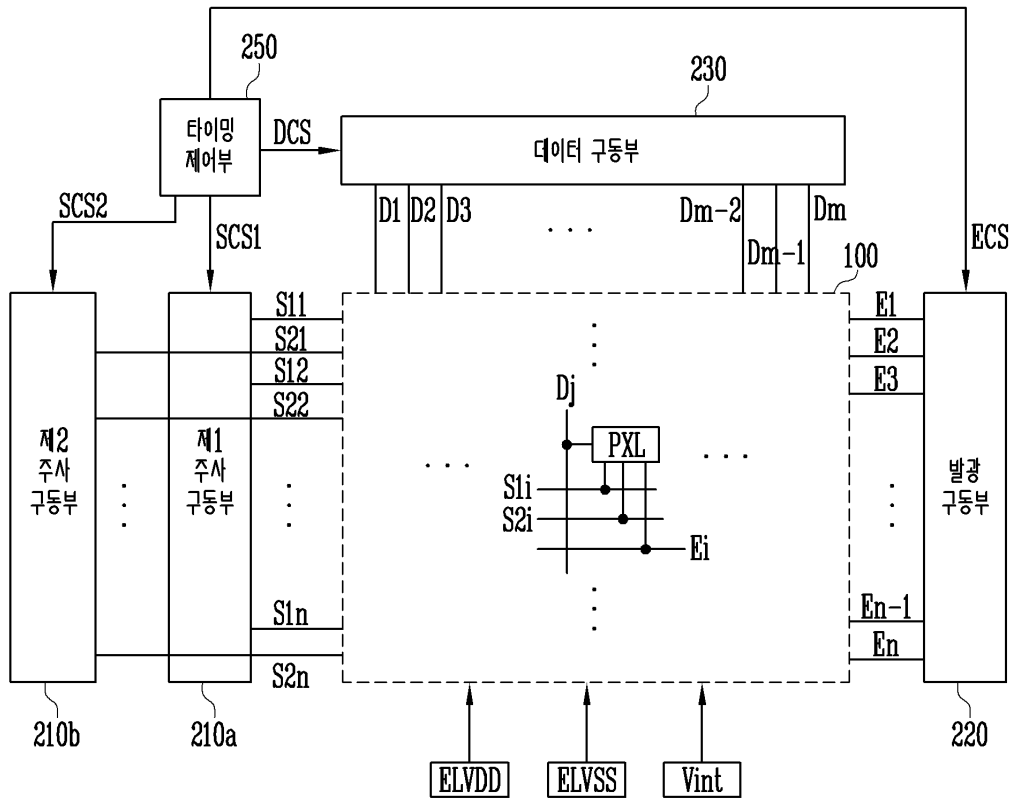 250
230
타이밍
제어부
DCS
데이터 구동부
SCS2
SCS1
D1
D2
D3
Dm-2
Dm-1
Dm
ECS
100
S11
S21
S12
S22
E1
E2
E3
Dj
PXL
S1i
S2i
Ei
제2
주사
구동부
제1
주사
구동부
발광
구동부
S1n
S2n
En-1
En
210b
210a
220
ELVDD
ELVSS
Vint